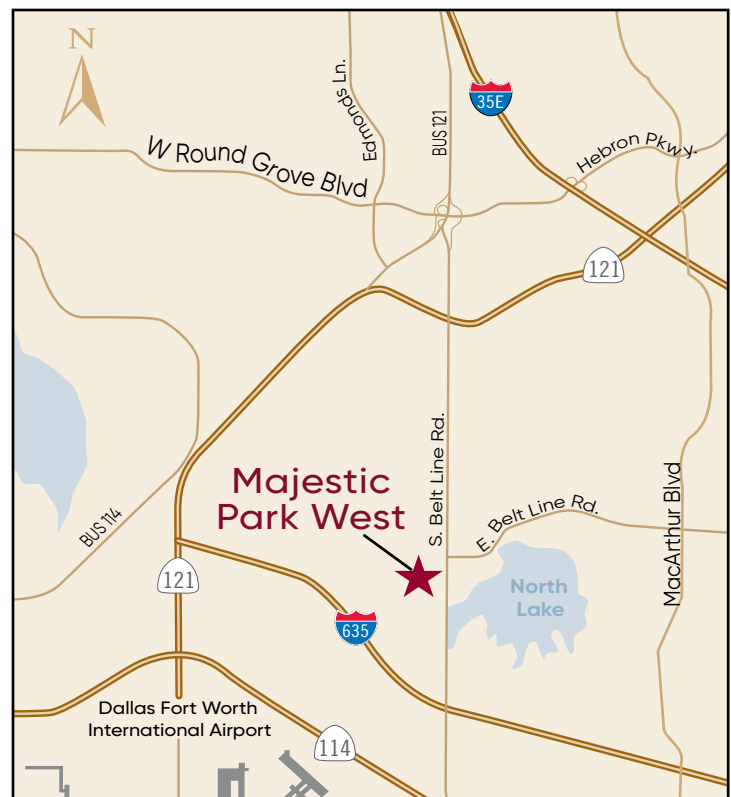 N
Edmonds Ln.
BUS 121
35E
W Round Grove Blvd
Hebron Pkwy.
121
S. Belt Line Rd.
Majestic
Park West
MacArthur Blvd
E. Belt Line Rd.
BUS 114
121
North
Lake
635
Dallas Fort Worth
International Airport
114